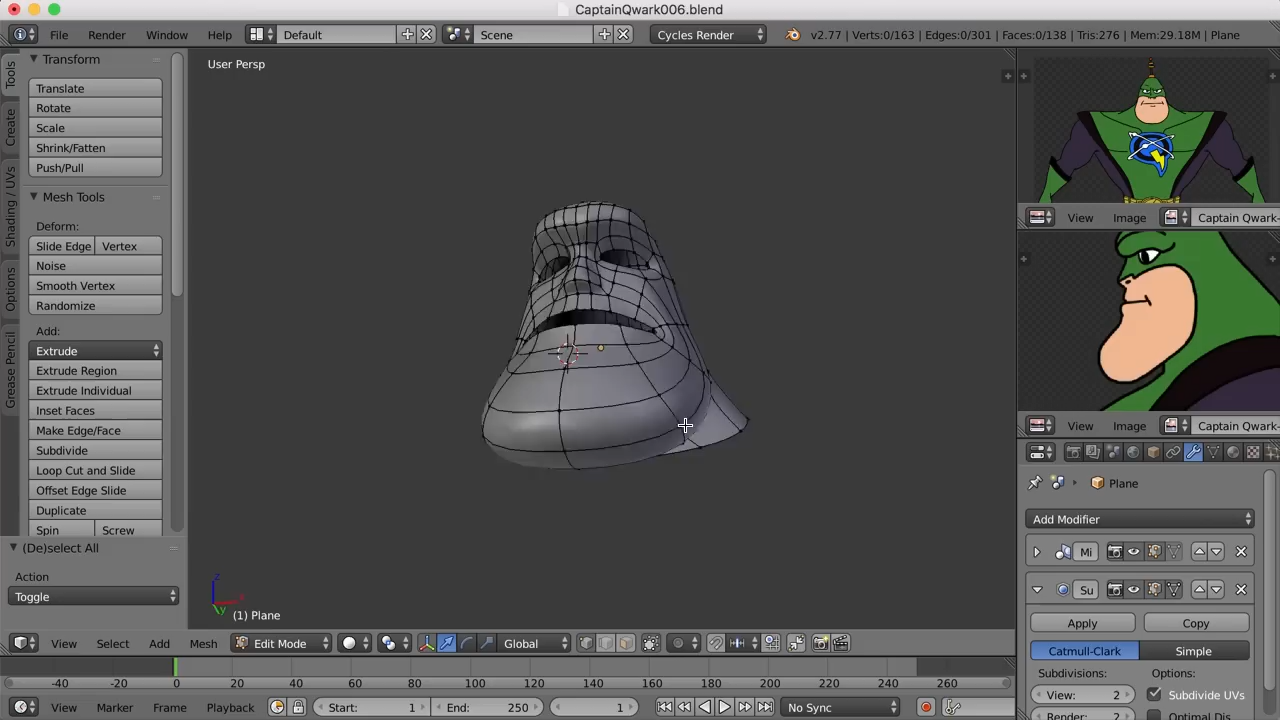 CaptainQwark006.blend
File Render Window Help Default Scene Cycles Render v2.77 | Verts:0/163 | Edges:0/301 | Faces:0/138 | Tris:276 | Mem:29.18M | Plane
Tools
Create
Shading / UVs
Options
Grease Pencil
Transform
Translate
Rotate
Scale
Shrink/Fatten
Push/Pull
Mesh Tools
Deform:
Slide Edge Vertex
Noise
Smooth Vertex
Randomize
Add:
Extrude
Extrude Region
Extrude Individual
Inset Faces
Make Edge/Face
Subdivide
Loop Cut and Slide
Offset Edge Slide
Duplicate
Spin Screw
(De)select All
Action
Toggle
User Persp
z
x
y
(1) Plane
View Select Add Mesh Edit Mode Global
-40 -20 0 20 40 60 80 100 120 140 160 180 200 220 240 260
View Marker Frame Playback Start: 1 End: 250 1 No Sync
View Image Captain Qwark-
View Image Captain Qwark-
Plane
Add Modifier
Mi
Su
Apply Copy
Catmull-Clark Simple
Subdivisions: Options:
View: 2 Subdivide UVs
Render: 2 Optimal Dis